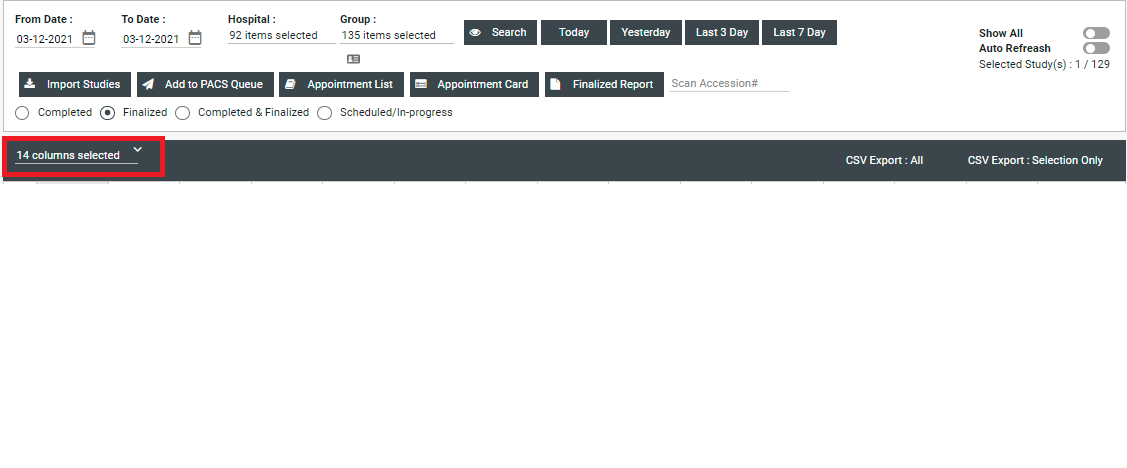 From Date : To Date : Hospital : Group :
03-12-2021 03-12-2021 92 items selected 135 items selected Search Today Yesterday Last 3 Day Last 7 Day
Show All
Auto Refreash
Selected Study(s) : 1 / 129
Import Studies Add to PACS Queue Appointment List Appointment Card Finalized Report Scan Accession#
Completed Finalized Completed & Finalized Scheduled/In-progress
14 columns selected CSV Export : All CSV Export : Selection Only